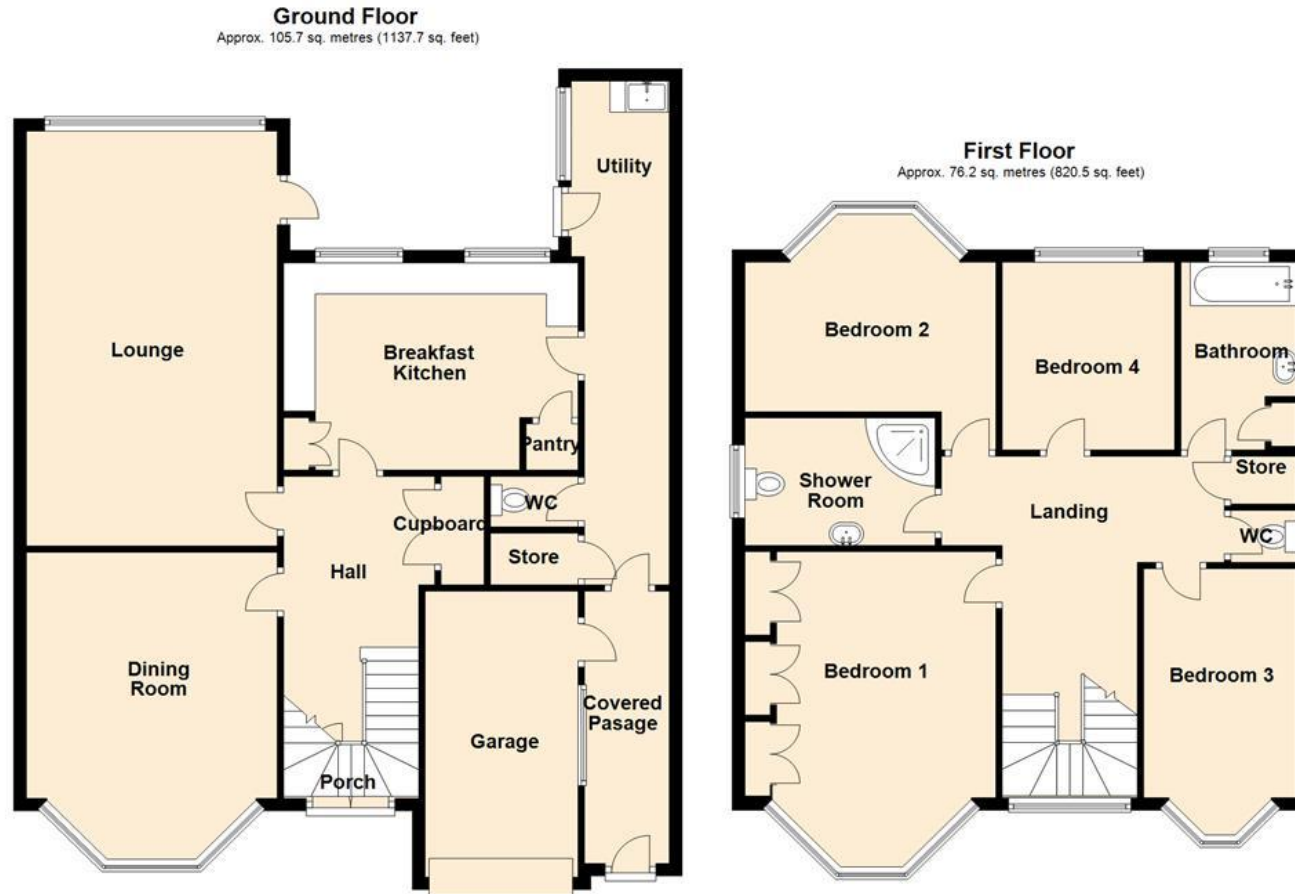 Ground Floor
Approx. 105.7 sq. metres (1137.7 sq. feet)
Utility
Lounge
Breakfast
Kitchen
Pantry
WC
Cupboard
Store
Hall
Dining
Room
Covered
Pasage
Garage
Porch
First Floor
Approx. 76.2 sq. metres (820.5 sq. feet)
Bedroom 2
Bedroom 4
Bathroom
Shower
Room
Store
Landing
WC
Bedroom 1
Bedroom 3